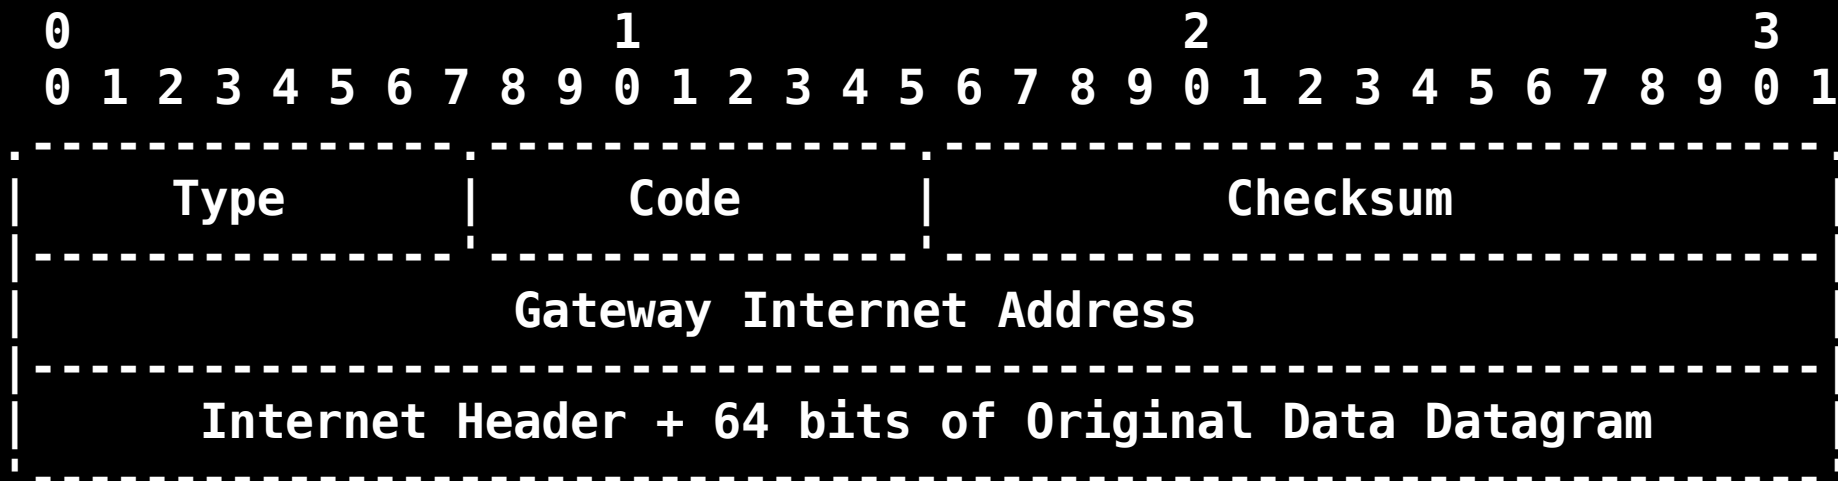 0 1 2 3
0 1 2 3 4 5 6 7 8 9 0 1 2 3 4 5 6 7 8 9 0 1 2 3 4 5 6 7 8 9 0 1
Type Code Checksum
Gateway Internet Address
Internet Header + 64 bits of Original Data Datagram